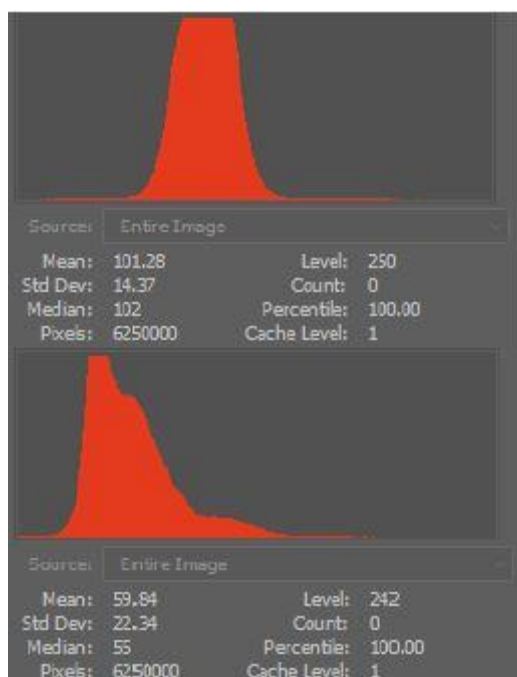 Source: Entire Image
Mean: 101.28 Level: 250
Std Dev: 14.37 Count: 0
Median: 102 Percentile: 100.00
Pixels: 6250000 Cache Level: 1
Source: Entire Image
Mean: 59.84 Level: 242
Std Dev: 22.34 Count: 0
Median: 55 Percentile: 100.00
Pixels: 6250000 Cache Level: 1